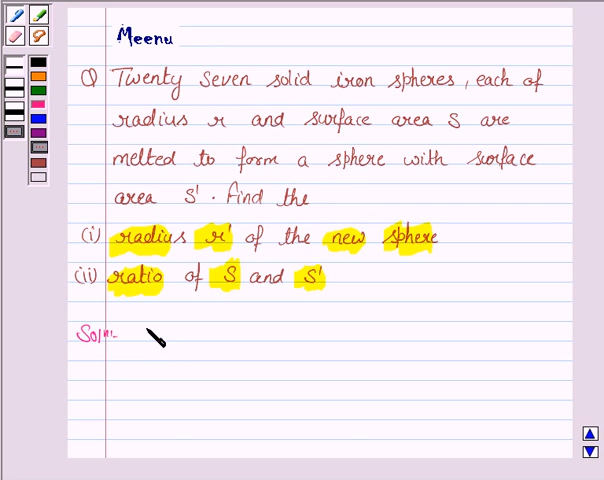 Meenu
Q Twenty Seven solid iron spheres, each of
radius r and surface area S are
melted to form a sphere with surface
area S'. Find the
(i) radius r' of the new sphere
(ii) ratio of S and S'
Soln:-